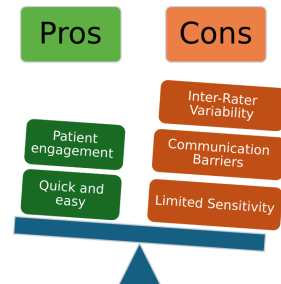 Pros
Cons
Inter-Rater
Variability
Patient
engagement
Communication
Barriers
Quick and
easy
Limited Sensitivity